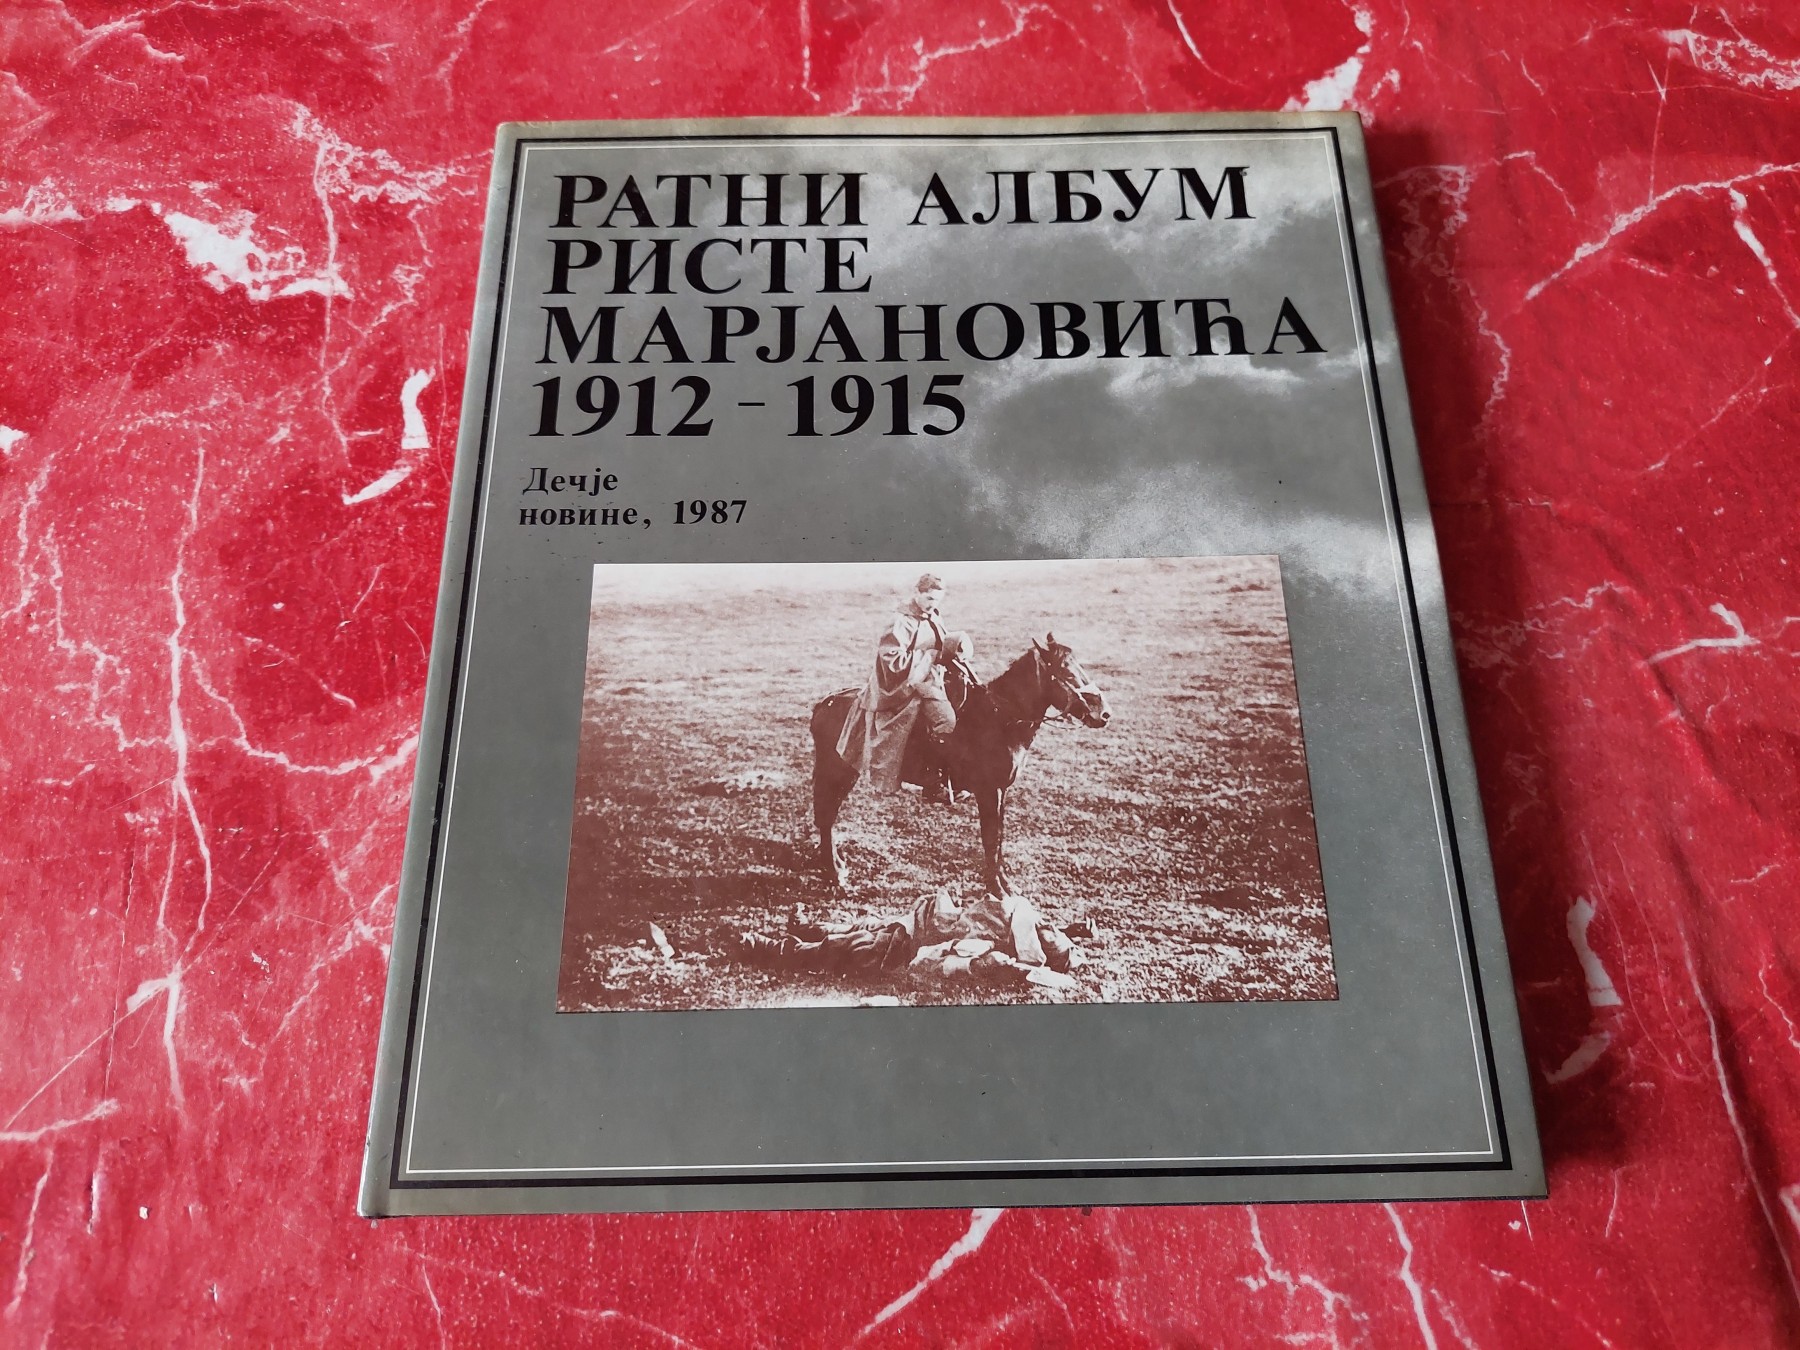 РАТНИ АЛБУМ
РИСТЕ
МАРЈАНОВИЋА
1912 - 1915
Дечје
новине, 1987